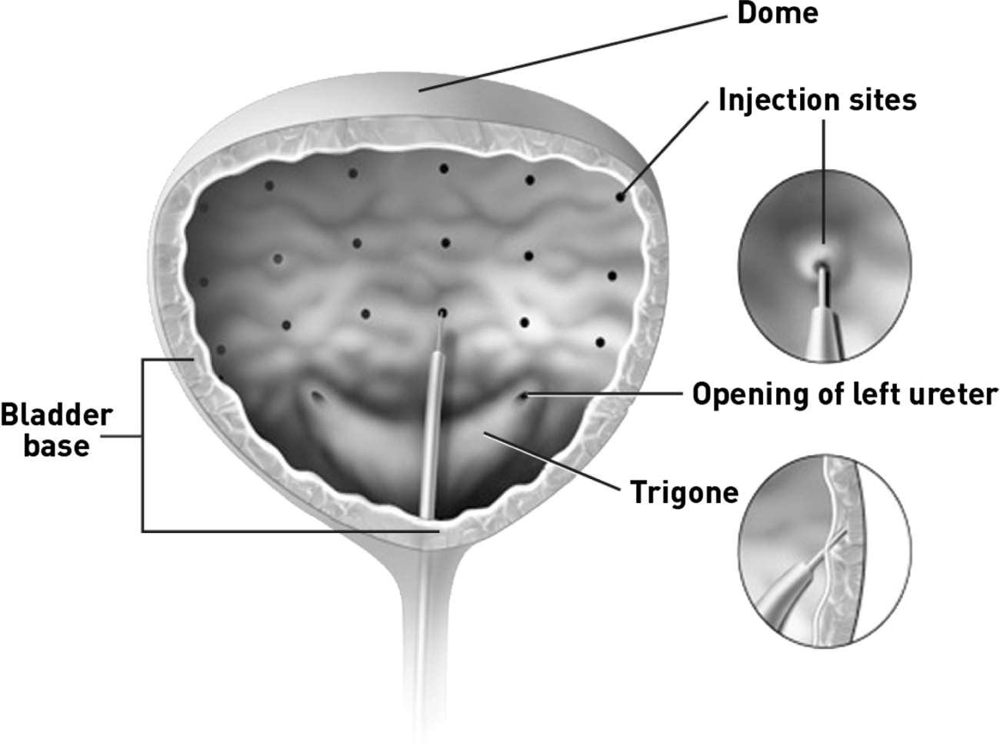 Dome
Injection sites
Opening of left ureter
Bladder
base
Trigone